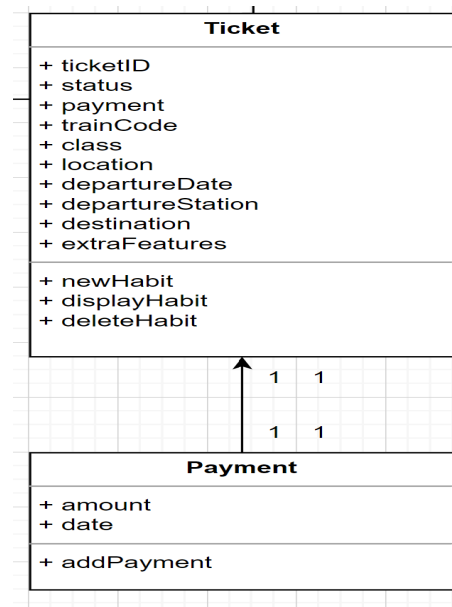 Ticket
+ ticketID
+ status
+ payment
+ trainCode
+ class
+ location
+ departureDate
+ departureStation
+ destination
+ extraFeatures
+ newHabit
+ displayHabit
+ deleteHabit
1 1
1 1
Payment
+ amount
+ date
+ addPayment